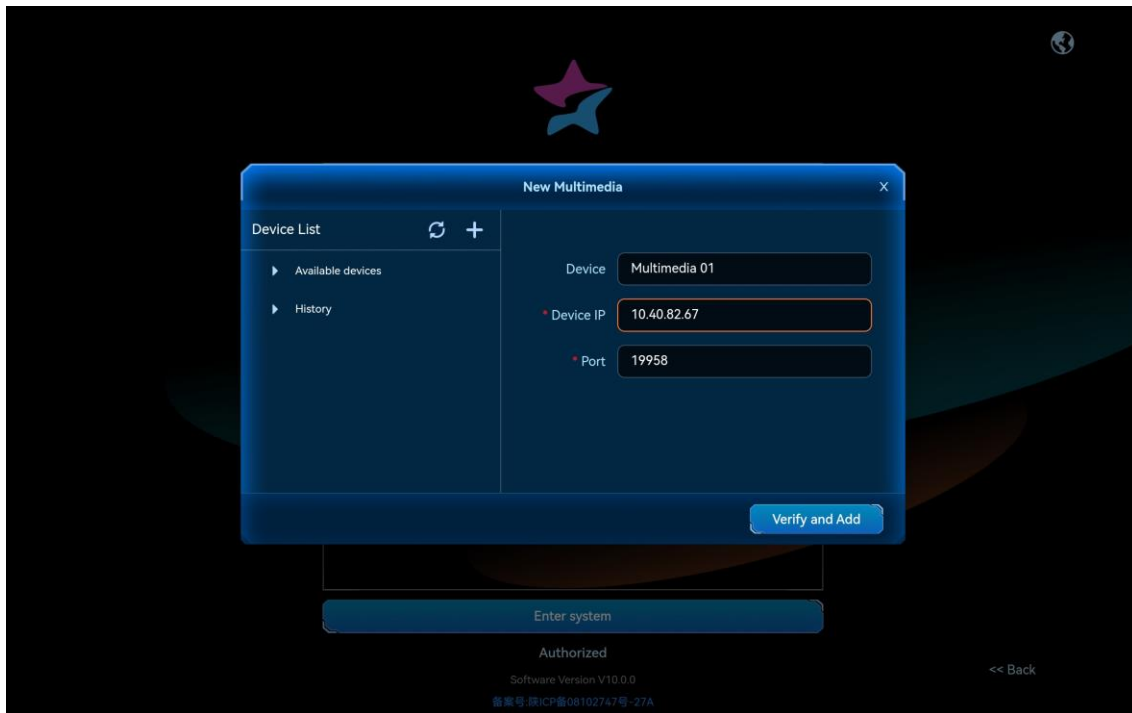 New Multimedia
X
Device List
Available devices
History
Device Multimedia 01
* Device IP 10.40.82.67
* Port 19958
Verify and Add
Enter system
Authorized
<< Back
Software Version V10.0.0
备案号:陕ICP备08102747号-27A